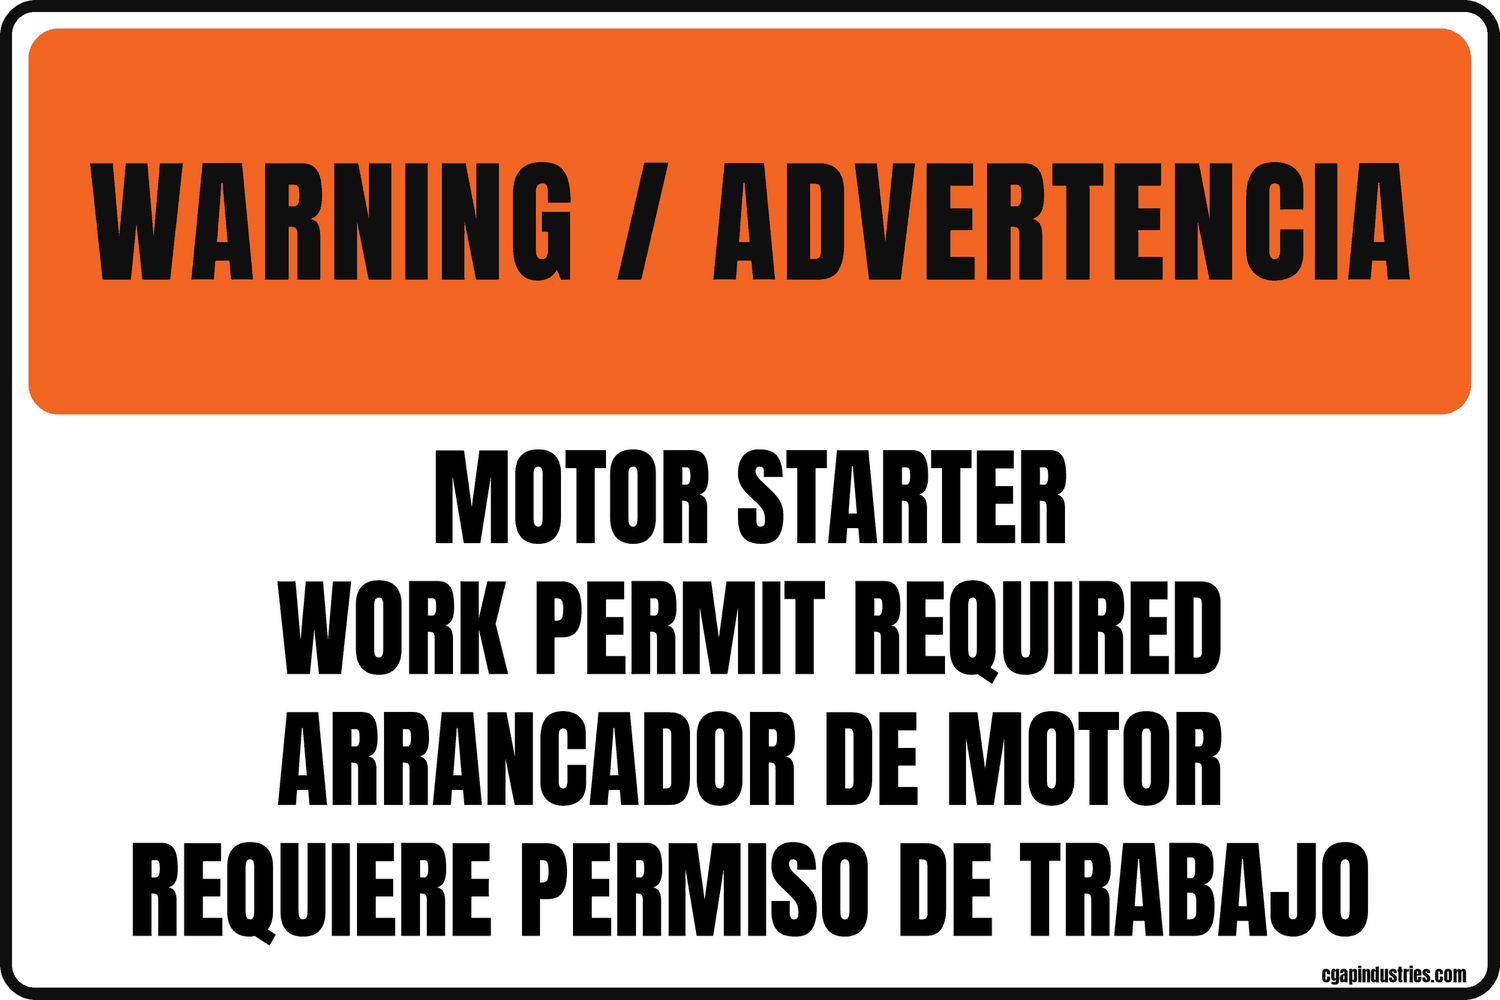 WARNING / ADVERTENCIA
MOTOR STARTER
WORK PERMIT REQUIRED
ARRANCADOR DE MOTOR
REQUIERE PERMISO DE TRABAJO
cgapindustries.com